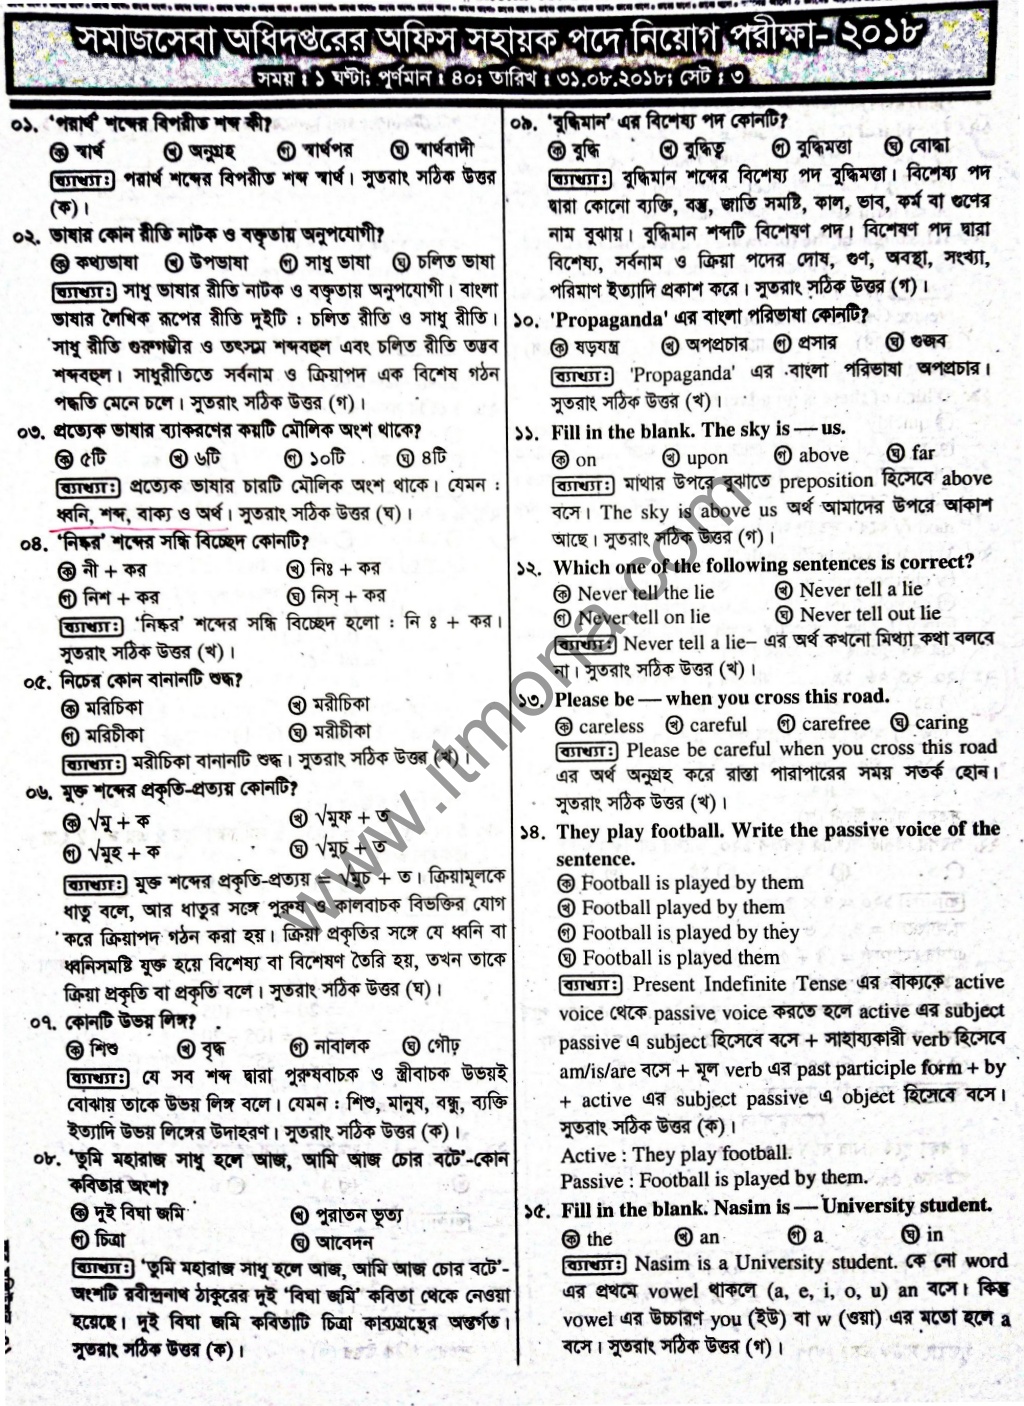 সমাজসেবা অধিদপ্তরের অফিস সহায়ক পদে নিয়োগ পরীক্ষা- ২০১৮
সময় : ১ ঘণ্টা; পূর্ণমান : ৪০; তারিখ : ৩১.০৮.২০১৮; সেট : ৩
০১. 'পরার্থ' শব্দের বিপরীত শব্দ কী?
ক স্বার্থ খ অনুগ্রহ গ স্বার্থপর ঘ স্বার্থবাদী
ব্যাখ্যা: পরার্থ শব্দের বিপরীত শব্দ স্বার্থ। সুতরাং সঠিক উত্তর
(ক)।
০২. ভাষার কোন রীতি নাটক ও বক্তৃতায় অনুপযোগী?
ক কথ্যভাষা খ উপভাষা গ সাধু ভাষা ঘ চলিত ভাষা
ব্যাখ্যা: সাধু ভাষার রীতি নাটক ও বক্তৃতায় অনুপযোগী। বাংলা
ভাষার লৈখিক রূপের রীতি দুইটি : চলিত রীতি ও সাধু রীতি।
সাধু রীতি গুরুগম্ভীর ও তৎসম শব্দবহুল এবং চলিত রীতি তদ্ভব
শব্দবহুল। সাধুরীতিতে সর্বনাম ও ক্রিয়াপদ এক বিশেষ গঠন
পদ্ধতি মেনে চলে। সুতরাং সঠিক উত্তর (গ)।
০৩. প্রত্যেক ভাষার ব্যাকরণের কয়টি মৌলিক অংশ থাকে?
ক ৫টি খ ৬টি গ ১০টি ঘ ৪টি
ব্যাখ্যা: প্রত্যেক ভাষার চারটি মৌলিক অংশ থাকে। যেমন :
ধ্বনি, শব্দ, বাক্য ও অর্থ। সুতরাং সঠিক উত্তর (ঘ)।
০৪. 'নিষ্কর' শব্দের সন্ধি বিচ্ছেদ কোনটি?
ক নী + কর খ নিঃ + কর
গ নিশ + কর ঘ নিস্ + কর
ব্যাখ্যা: 'নিষ্কর' শব্দের সন্ধি বিচ্ছেদ হলো : নি ঃ + কর।
সুতরাং সঠিক উত্তর (খ)।
০৫. নিচের কোন বানানটি শুদ্ধ?
ক মরিচিকা খ মরীচিকা
গ মরিচীকা ঘ মরীচীকা
ব্যাখ্যা: মরীচিকা বানানটি শুদ্ধ। সুতরাং সঠিক উত্তর (খ)।
০৬. মুক্ত শব্দের প্রকৃতি-প্রত্যয় কোনটি?
ক √মু + ক খ √মুক + ত
গ √মুহ + ক ঘ √মুচ + ত
ব্যাখ্যা: মুক্ত শব্দের প্রকৃতি-প্রত্যয় = √মুচ + ত। ক্রিয়ামূলকে
ধাতু বলে, আর ধাতুর সঙ্গে পুরুষ ও কালবাচক বিভক্তির যোগ
করে ক্রিয়াপদ গঠন করা হয়। ক্রিয়া প্রকৃতির সঙ্গে যে ধ্বনি বা
ধ্বনিসমষ্টি যুক্ত হয়ে বিশেষ্য বা বিশেষণ তৈরি হয়, তখন তাকে
ক্রিয়া প্রকৃতি বা প্রকৃতি বলে। সুতরাং সঠিক উত্তর (ঘ)।
০৭. কোনটি উভয় লিঙ্গ?
ক শিশু খ বৃদ্ধ গ নাবালক ঘ গৌঢ়
ব্যাখ্যা: যে সব শব্দ দ্বারা পুরুষবাচক ও স্ত্রীবাচক উভয়ই
বোঝায় তাকে উভয় লিঙ্গ বলে। যেমন : শিশু, মানুষ, বন্ধু, ব্যক্তি
ইত্যাদি উভয় লিঙ্গের উদাহরণ। সুতরাং সঠিক উত্তর (ক)।
০৮. 'তুমি মহারাজ সাধু হলে আজ, আমি আজ চোর বটে'-কোন
কবিতার অংশ?
ক দুই বিঘা জমি খ পুরাতন ভৃত্য
গ চিত্রা ঘ আবেদন
ব্যাখ্যা: 'তুমি মহারাজ সাধু হলে আজ, আমি আজ চোর বটে'-
অংশটি রবীন্দ্রনাথ ঠাকুরের দুই 'বিঘা জমি' কবিতা থেকে নেওয়া
হয়েছে। দুই বিঘা জমি কবিতাটি চিত্রা কাব্যগ্রন্থের অন্তর্গত।
সুতরাং সঠিক উত্তর (ক)।
০৯. 'বুদ্ধিমান' এর বিশেষ্য পদ কোনটি?
ক বুদ্ধি খ বুদ্ধিত্ব গ বুদ্ধিমত্তা ঘ বোদ্ধা
ব্যাখ্যা: বুদ্ধিমান শব্দের বিশেষ্য পদ বুদ্ধিমত্তা। বিশেষ্য পদ
দ্বারা কোনো ব্যক্তি, বস্তু, জাতি সমষ্টি, কাল, ভাব, কর্ম বা গুণের
নাম বুঝায়। বুদ্ধিমান শব্দটি বিশেষণ পদ। বিশেষণ পদ দ্বারা
বিশেষ্য, সর্বনাম ও ক্রিয়া পদের দোষ, গুণ, অবস্থা, সংখ্যা,
পরিমাণ ইত্যাদি প্রকাশ করে। সুতরাং সঠিক উত্তর (গ)।
১০. 'Propaganda' এর বাংলা পরিভাষা কোনটি?
ক ষড়যন্ত্র খ অপপ্রচার গ প্রসার ঘ গুজব
ব্যাখ্যা: 'Propaganda' এর বাংলা পরিভাষা অপপ্রচার।
সুতরাং সঠিক উত্তর (খ)।
১১. Fill in the blank. The sky is — us.
ক on খ upon গ above ঘ far
ব্যাখ্যা: মাথার উপরে বুঝাতে preposition হিসেবে above
বসে। The sky is above us অর্থ আমাদের উপরে আকাশ
আছে। সুতরাং সঠিক উত্তর (গ)।
১২. Which one of the following sentences is correct?
ক Never tell the lie খ Never tell a lie
গ Never tell on lie ঘ Never tell out lie
ব্যাখ্যা: Never tell a lie– এর অর্থ কখনো মিথ্যা কথা বলবে
না। সুতরাং সঠিক উত্তর (খ)।
১৩. Please be — when you cross this road.
ক careless খ careful গ carefree ঘ caring
ব্যাখ্যা: Please be careful when you cross this road
এর অর্থ অনুগ্রহ করে রাস্তা পারাপারের সময় সতর্ক হোন।
সুতরাং সঠিক উত্তর (খ)।
১৪. They play football. Write the passive voice of the
sentence.
ক Football is played by them
খ Football played by them
গ Football is played by they
ঘ Football is played them
ব্যাখ্যা: Present Indefinite Tense এর বাক্যকে active
voice থেকে passive voice করতে হলে active এর subject
passive এ subject হিসেবে বসে + সাহায্যকারী verb হিসেবে
am/is/are বসে + মূল verb এর past participle form + by
+ active এর subject passive এ object হিসেবে বসে।
সুতরাং সঠিক উত্তর (ক)।
Active : They play football.
Passive : Football is played by them.
১৫. Fill in the blank. Nasim is — University student.
ক the খ an গ a ঘ in
ব্যাখ্যা: Nasim is a University student. কে নো word
এর প্রথমে vowel থাকলে (a, e, i, o, u) an বসে। কিন্তু
vowel এর উচ্চারণ you (ইউ) বা w (ওয়া) এর মতো হলে a
বসে। সুতরাং সঠিক উত্তর (গ)।
www.itmona.com